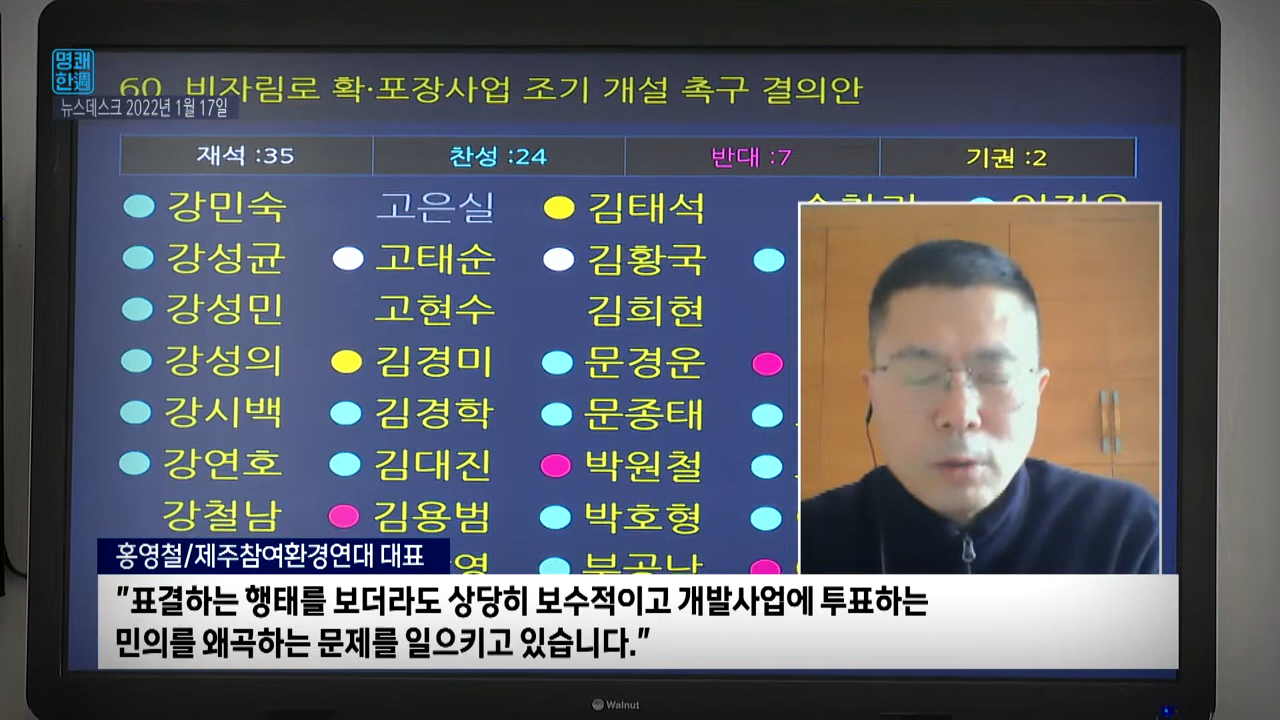 명쾌
한週
뉴스데스크 2022년 1월 17일
60 비자림로 확·포장사업 조기 개설 촉구 결의안
재석 :35 찬성 :24 반대 :7 기권 :2
강민숙 고은실 김태석
강성균 고태순 김황국
강성민 고현수 김희현
강성의 김경미 문경운
강시백 김경학 문종태
강연호 김대진 박원철
강철남 김용범 박호형
홍영철/제주참여환경연대 대표
"표결하는 행태를 보더라도 상당히 보수적이고 개발사업에 투표하는
민의를 왜곡하는 문제를 일으키고 있습니다."
Walnut